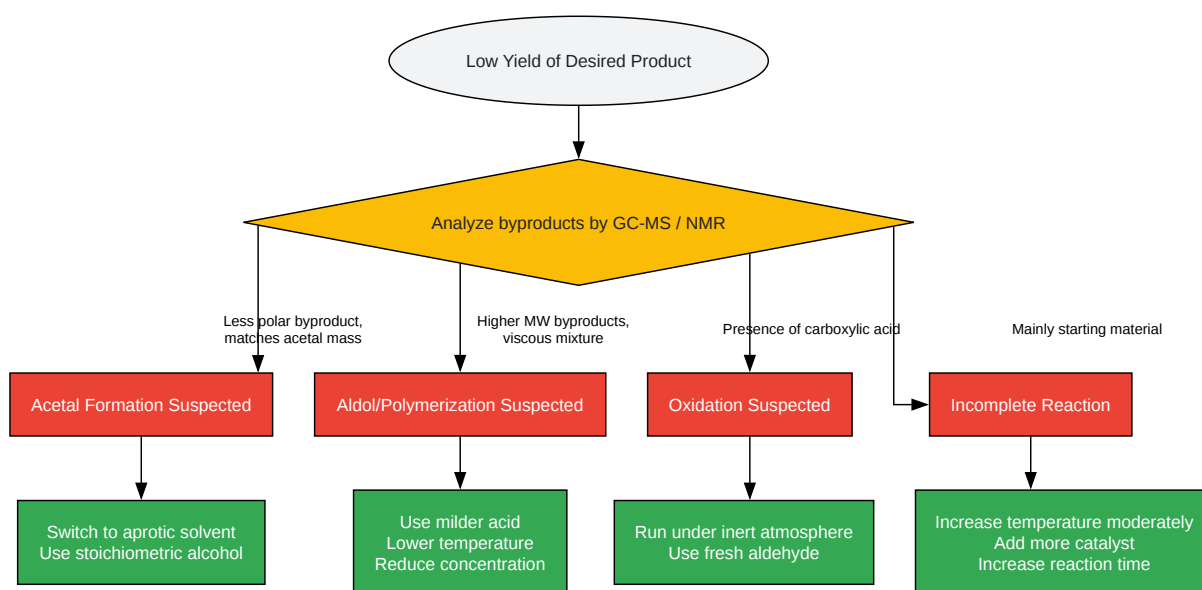 Low Yield of Desired Product
Analyze byproducts by GC-MS / NMR
Less polar byproduct,
matches acetal mass
Higher MW byproducts,
viscous mixture
Presence of carboxylic acid
Mainly starting material
Acetal Formation Suspected
Aldol/Polymerization Suspected
Oxidation Suspected
Incomplete Reaction
Switch to aprotic solvent
Use stoichiometric alcohol
Use milder acid
Lower temperature
Reduce concentration
Run under inert atmosphere
Use fresh aldehyde
Increase temperature moderately
Add more catalyst
Increase reaction time